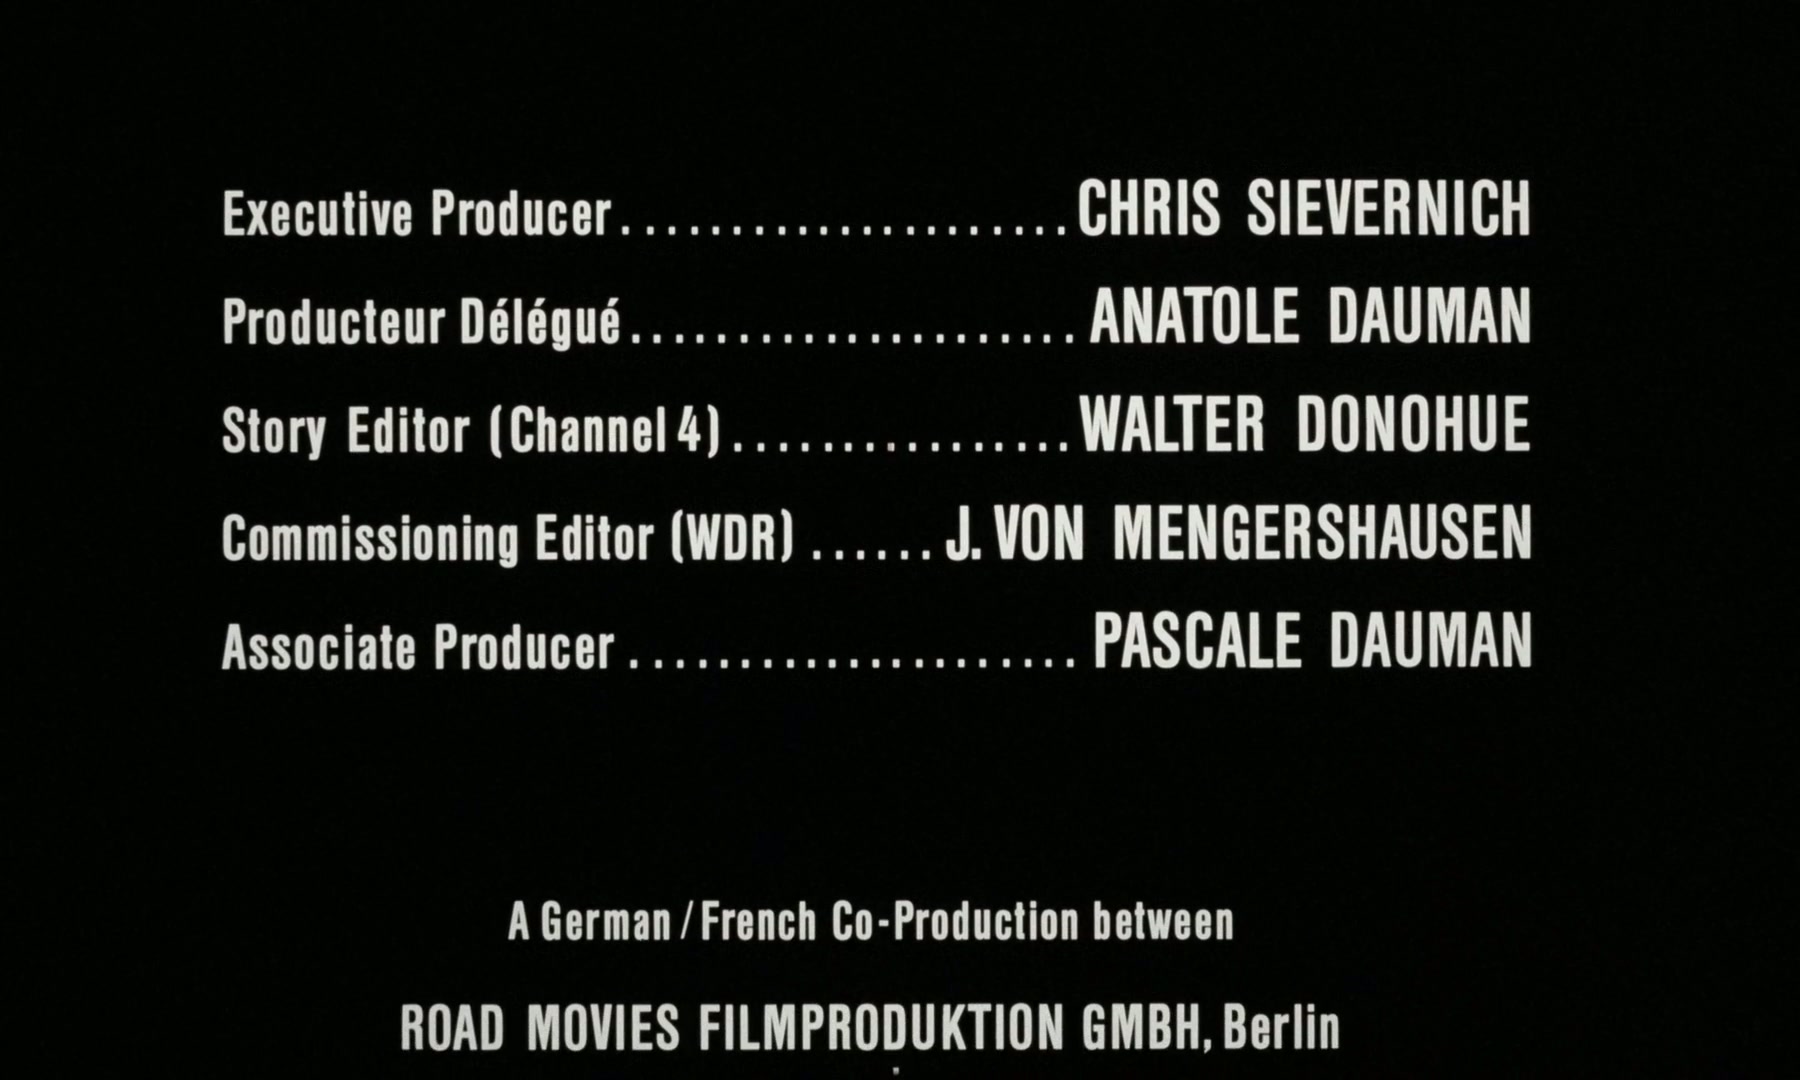 Executive Producer.....................CHRIS SIEVERNICH
Producteur Délégué.....................ANATOLE DAUMAN
Story Editor (Channel 4)................WALTER DONOHUE
Commissioning Editor (WDR) ......J. VON MENGERSHAUSEN
Associate Producer .....................PASCALE DAUMAN
A German / French Co-Production between
ROAD MOVIES FILMPRODUKTION GMBH, Berlin